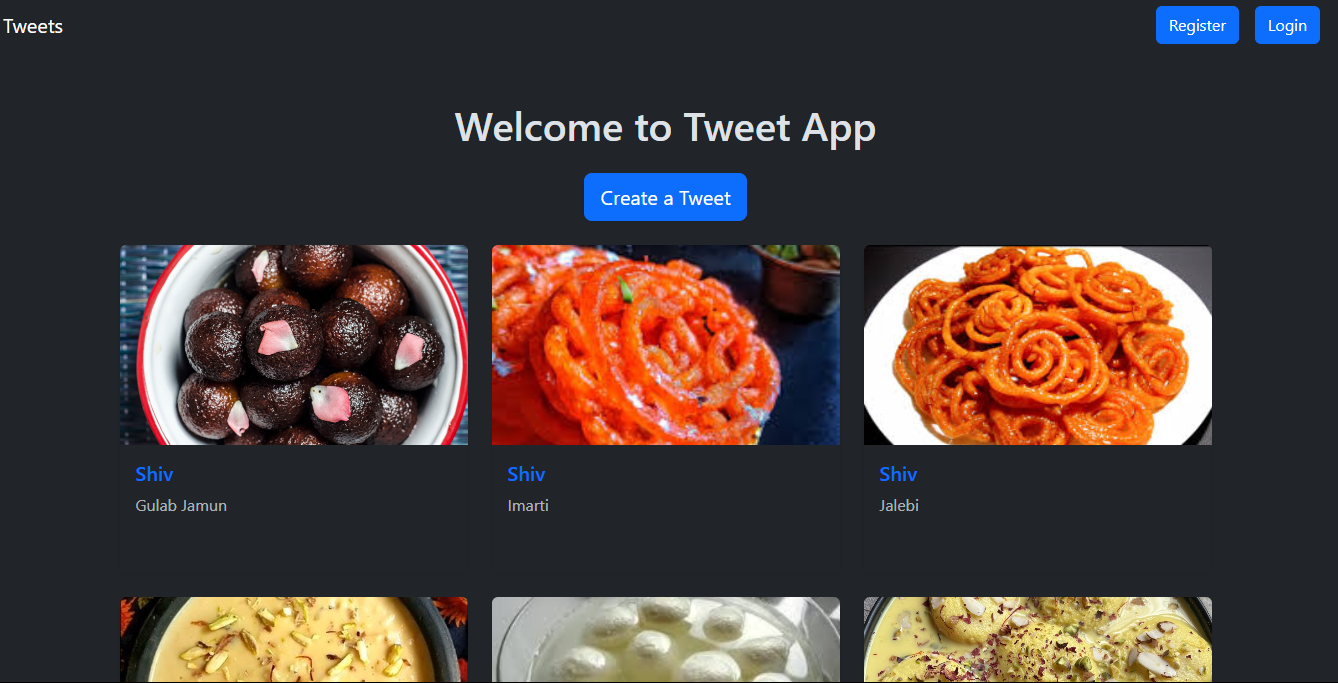 Tweets
Register
Login
Welcome to Tweet App
Create a Tweet
Shiv
Gulab Jamun
Shiv
Imarti
Shiv
Jalebi